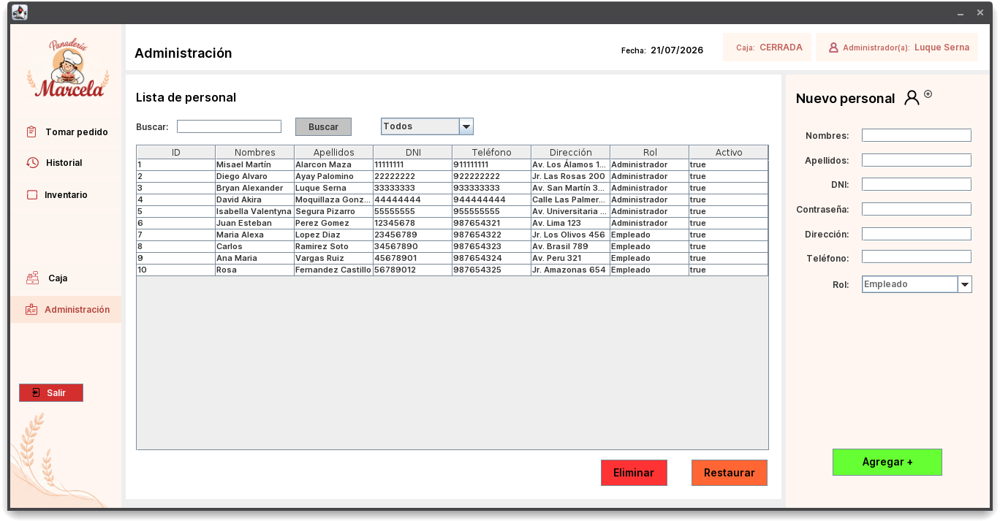 Panadería
Marcela
Administración
Fecha: 21/07/2026
Caja: CERRADA
Administrador(a): Luque Serna
Tomar pedido
Historial
Inventario
Caja
Administración
Salir
Lista de personal
Buscar:
Buscar
Todos
ID Nombres Apellidos DNI Teléfono Dirección Rol Activo
1 Misael Martín Alarcon Maza 11111111 911111111 Av. Los Álamos 1... Administrador true
2 Diego Alvaro Ayay Palomino 22222222 922222222 Jr. Las Rosas 200 Administrador true
3 Bryan Alexander Luque Serna 33333333 933333333 Av. San Martín 3... Administrador true
4 David Akira Moquillaza Gonz... 44444444 944444444 Calle Las Palmer... Administrador true
5 Isabella Valentyna Segura Pizarro 55555555 955555555 Av. Universitaria ... Administrador true
6 Juan Esteban Perez Gomez 12345678 987654321 Av. Lima 123 Administrador true
7 Maria Alexa Lopez Diaz 23456789 987654322 Jr. Los Olivos 456 Empleado true
8 Carlos Ramirez Soto 34567890 987654323 Av. Brasil 789 Empleado true
9 Ana Maria Vargas Ruiz 45678901 987654324 Av. Peru 321 Empleado true
10 Rosa Fernandez Castillo 56789012 987654325 Jr. Amazonas 654 Empleado true
Eliminar
Restaurar
Nuevo personal
Nombres:
Apellidos:
DNI:
Contraseña:
Dirección:
Teléfono:
Rol: Empleado
Agregar +